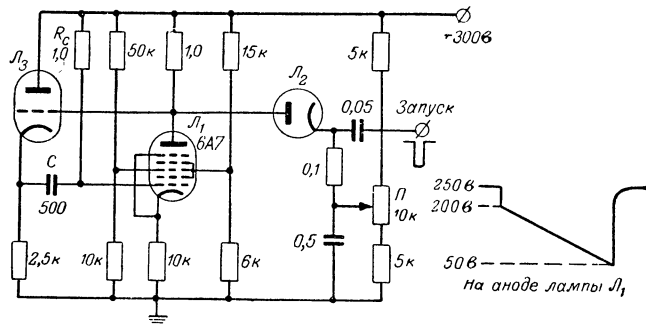 Л₃
Rc
1,0
50к
1,0
15к
Л₂
5к
+300в
0,05
Запуск
Л₁
6А7
С
500
0,1
П
10к
0,5
2,5к
10к
10к
6к
5к
250в
200в
50в
На аноде лампы Л₁